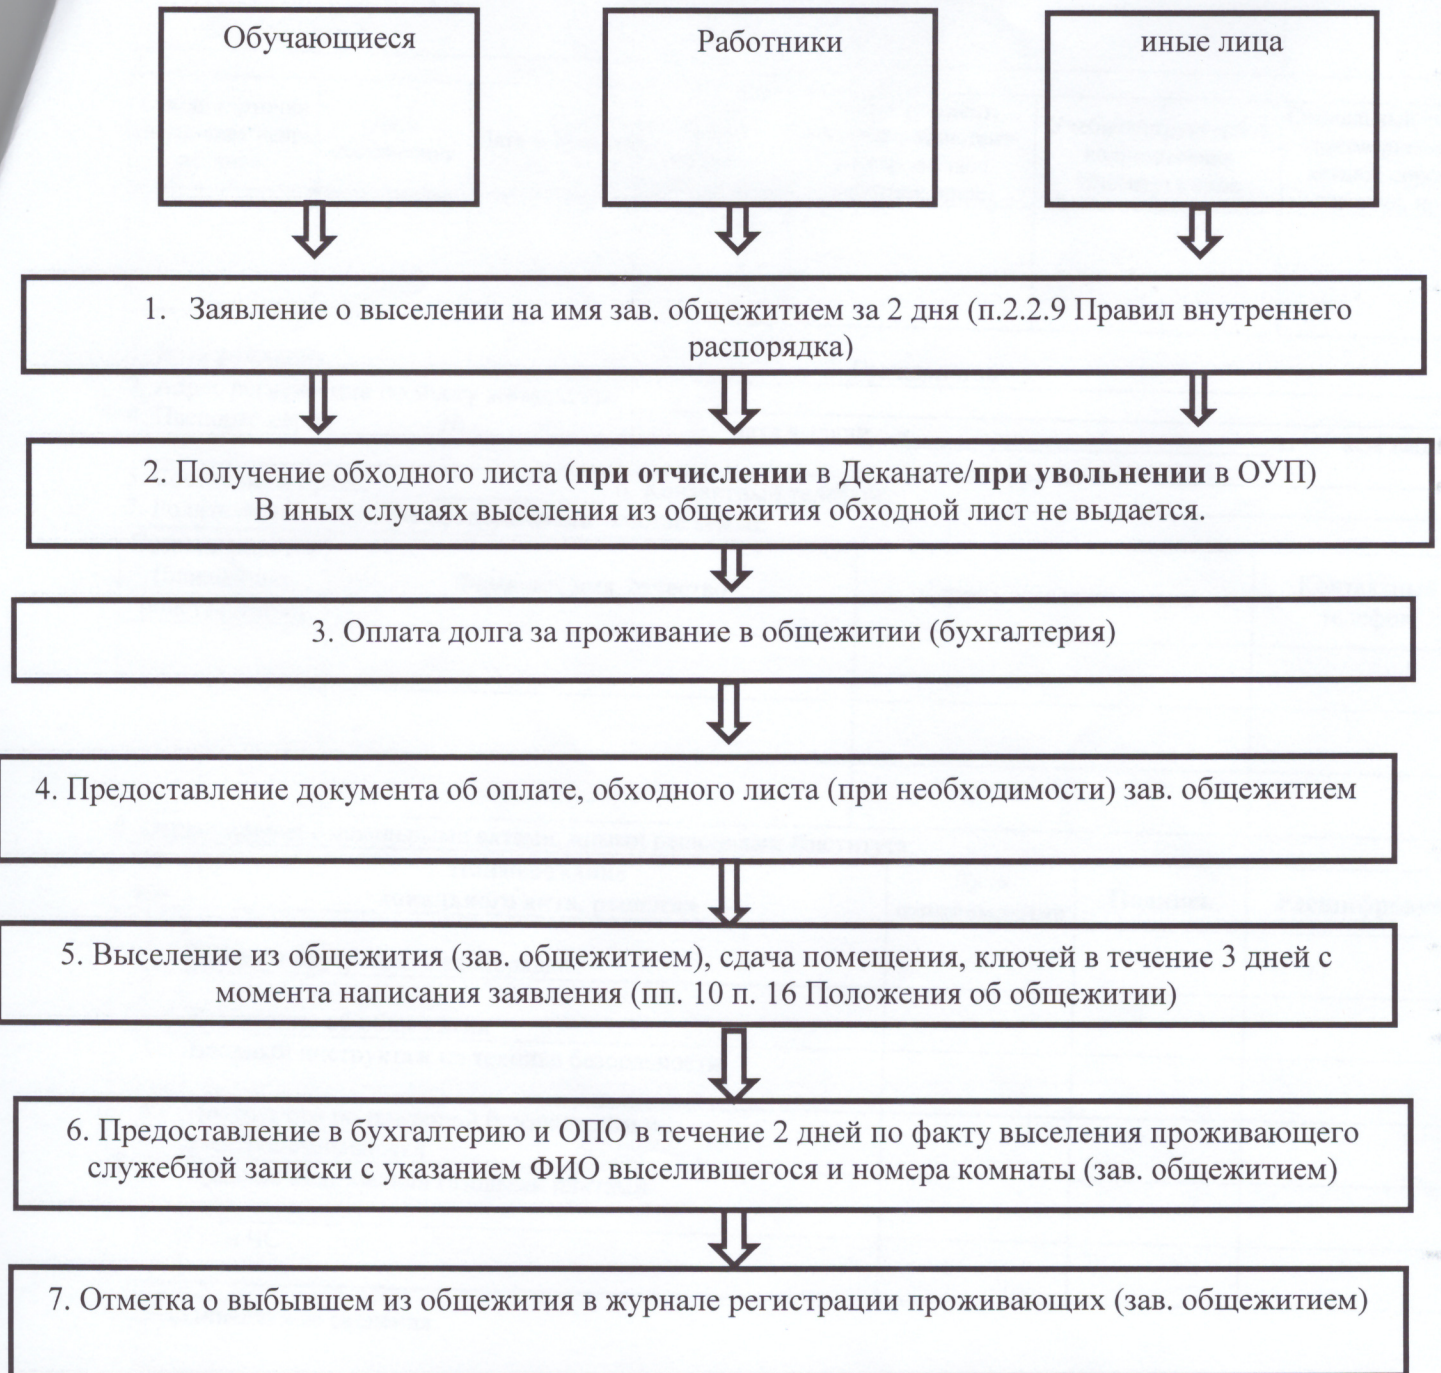 Обучающиеся
Работники
иные лица
1. Заявление о выселении на имя зав. общежитием за 2 дня (п.2.2.9 Правил внутреннего
распорядка)
2. Получение обходного листа (при отчислении в Деканате/при увольнении в ОУП)
В иных случаях выселения из общежития обходной лист не выдается.
3. Оплата долга за проживание в общежитии (бухгалтерия)
4. Предоставление документа об оплате, обходного листа (при необходимости) зав. общежитием
5. Выселение из общежития (зав. общежитием), сдача помещения, ключей в течение 3 дней с
момента написания заявления (пп. 10 п. 16 Положения об общежитии)
6. Предоставление в бухгалтерию и ОПО в течение 2 дней по факту выселения проживающего
служебной записки с указанием ФИО выселившегося и номера комнаты (зав. общежитием)
7. Отметка о выбывшем из общежития в журнале регистрации проживающих (зав. общежитием)